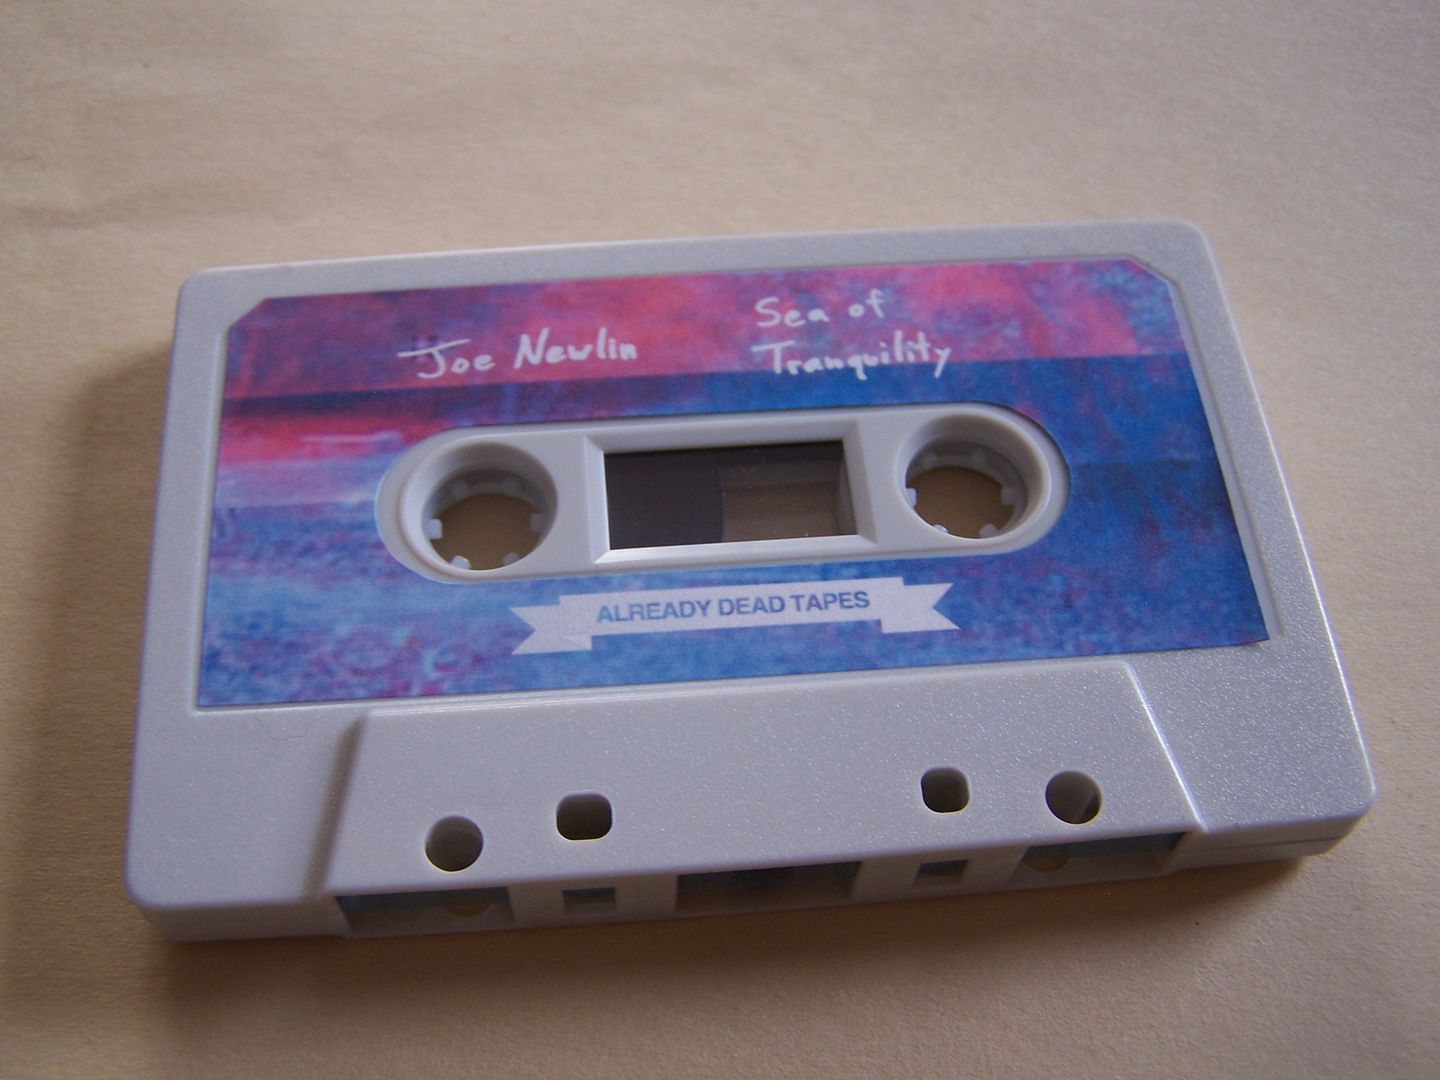 Joe Newlin
Sea of
Tranquility
ALREADY DEAD TAPES